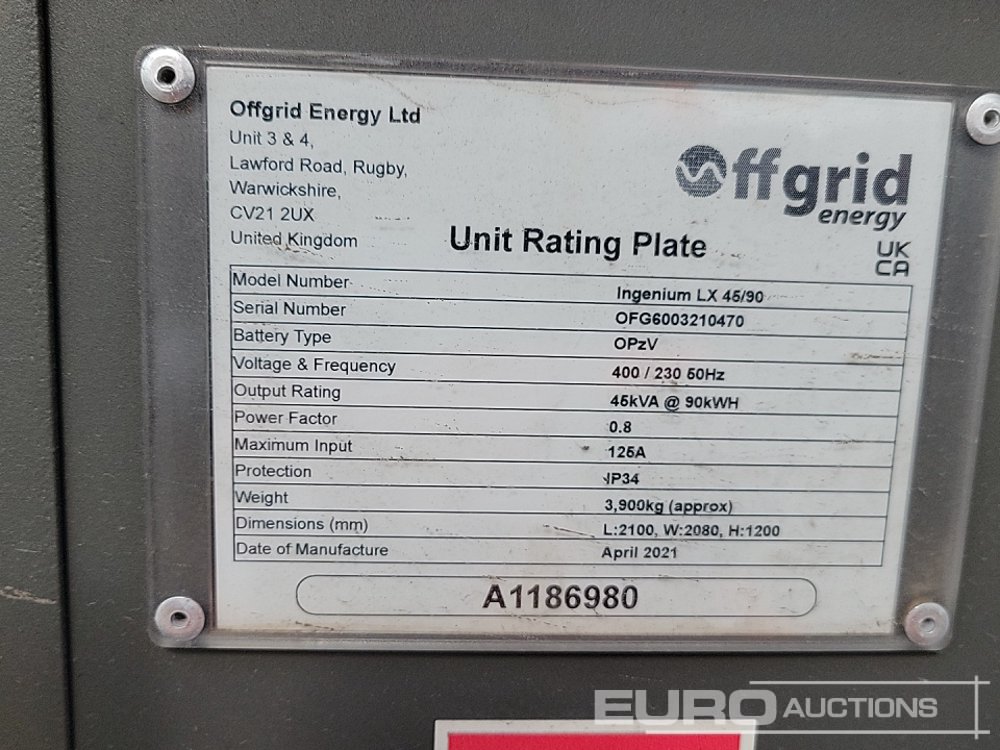 Offgrid Energy Ltd
Unit 3 & 4,
Lawford Road, Rugby,
Warwickshire,
CV21 2UX
United Kingdom
Offgrid
energy
UK
CA
Unit Rating Plate
Model Number Ingenium LX 45/90
Serial Number OFG6003210470
Battery Type OPzV
Voltage & Frequency 400 / 230 50Hz
Output Rating 45kVA @ 90kWH
Power Factor 0.8
Maximum Input 125A
Protection IP34
Weight 3,900kg (approx)
Dimensions (mm) L:2100, W:2080, H:1200
Date of Manufacture April 2021
A1186980
EURO AUCTIONS